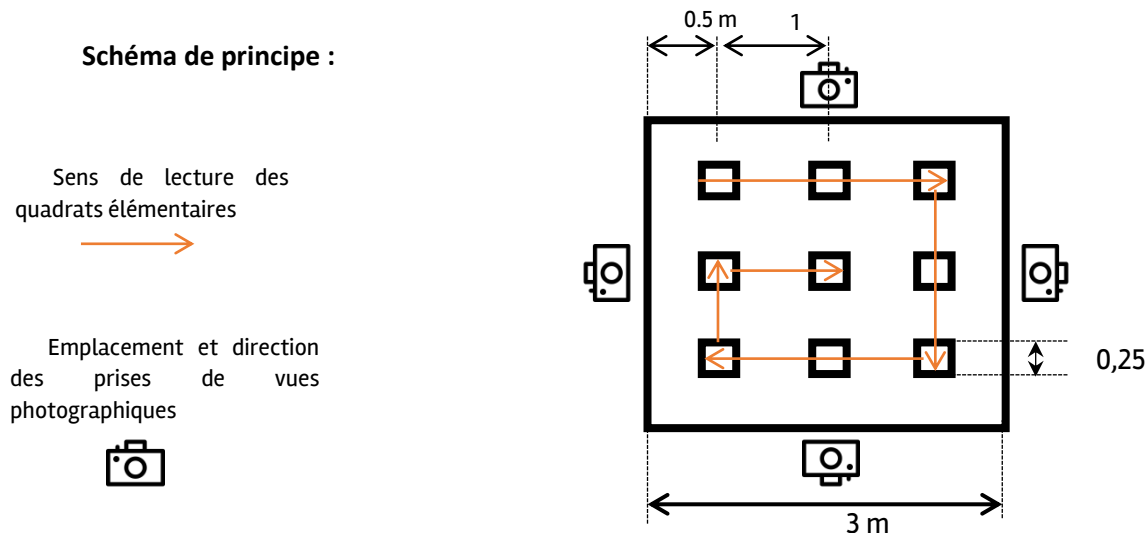 Schéma de principe :
Sens de lecture des
quadrats élémentaires
Emplacement et direction
des prises de vues
photographiques
0.5 m
1
0,25
3 m